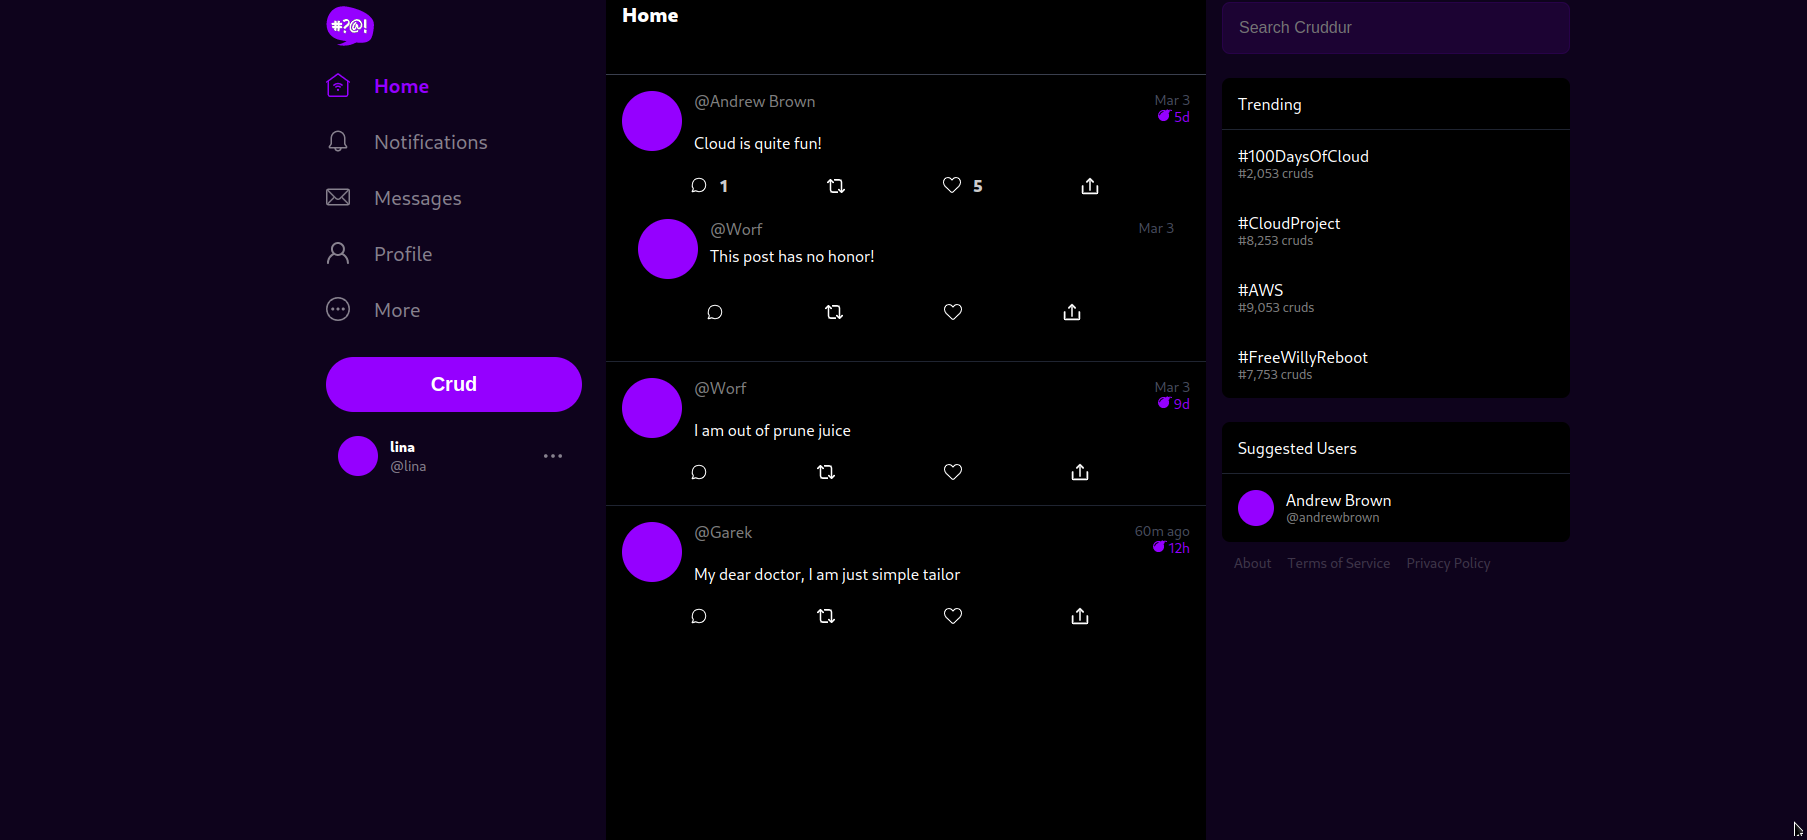 #?@!
Home
Notifications
Messages
Profile
More
Crud
lina
@lina
Home
@Andrew Brown
Mar 3
5d
Cloud is quite fun!
1
5
@Worf
Mar 3
This post has no honor!
@Worf
Mar 3
9d
I am out of prune juice
@Garek
60m ago
12h
My dear doctor, I am just simple tailor
Search Cruddur
Trending
#100DaysOfCloud
#2,053 cruds
#CloudProject
#8,253 cruds
#AWS
#9,053 cruds
#FreeWillyReboot
#7,753 cruds
Suggested Users
Andrew Brown
@andrewbrown
About Terms of Service Privacy Policy